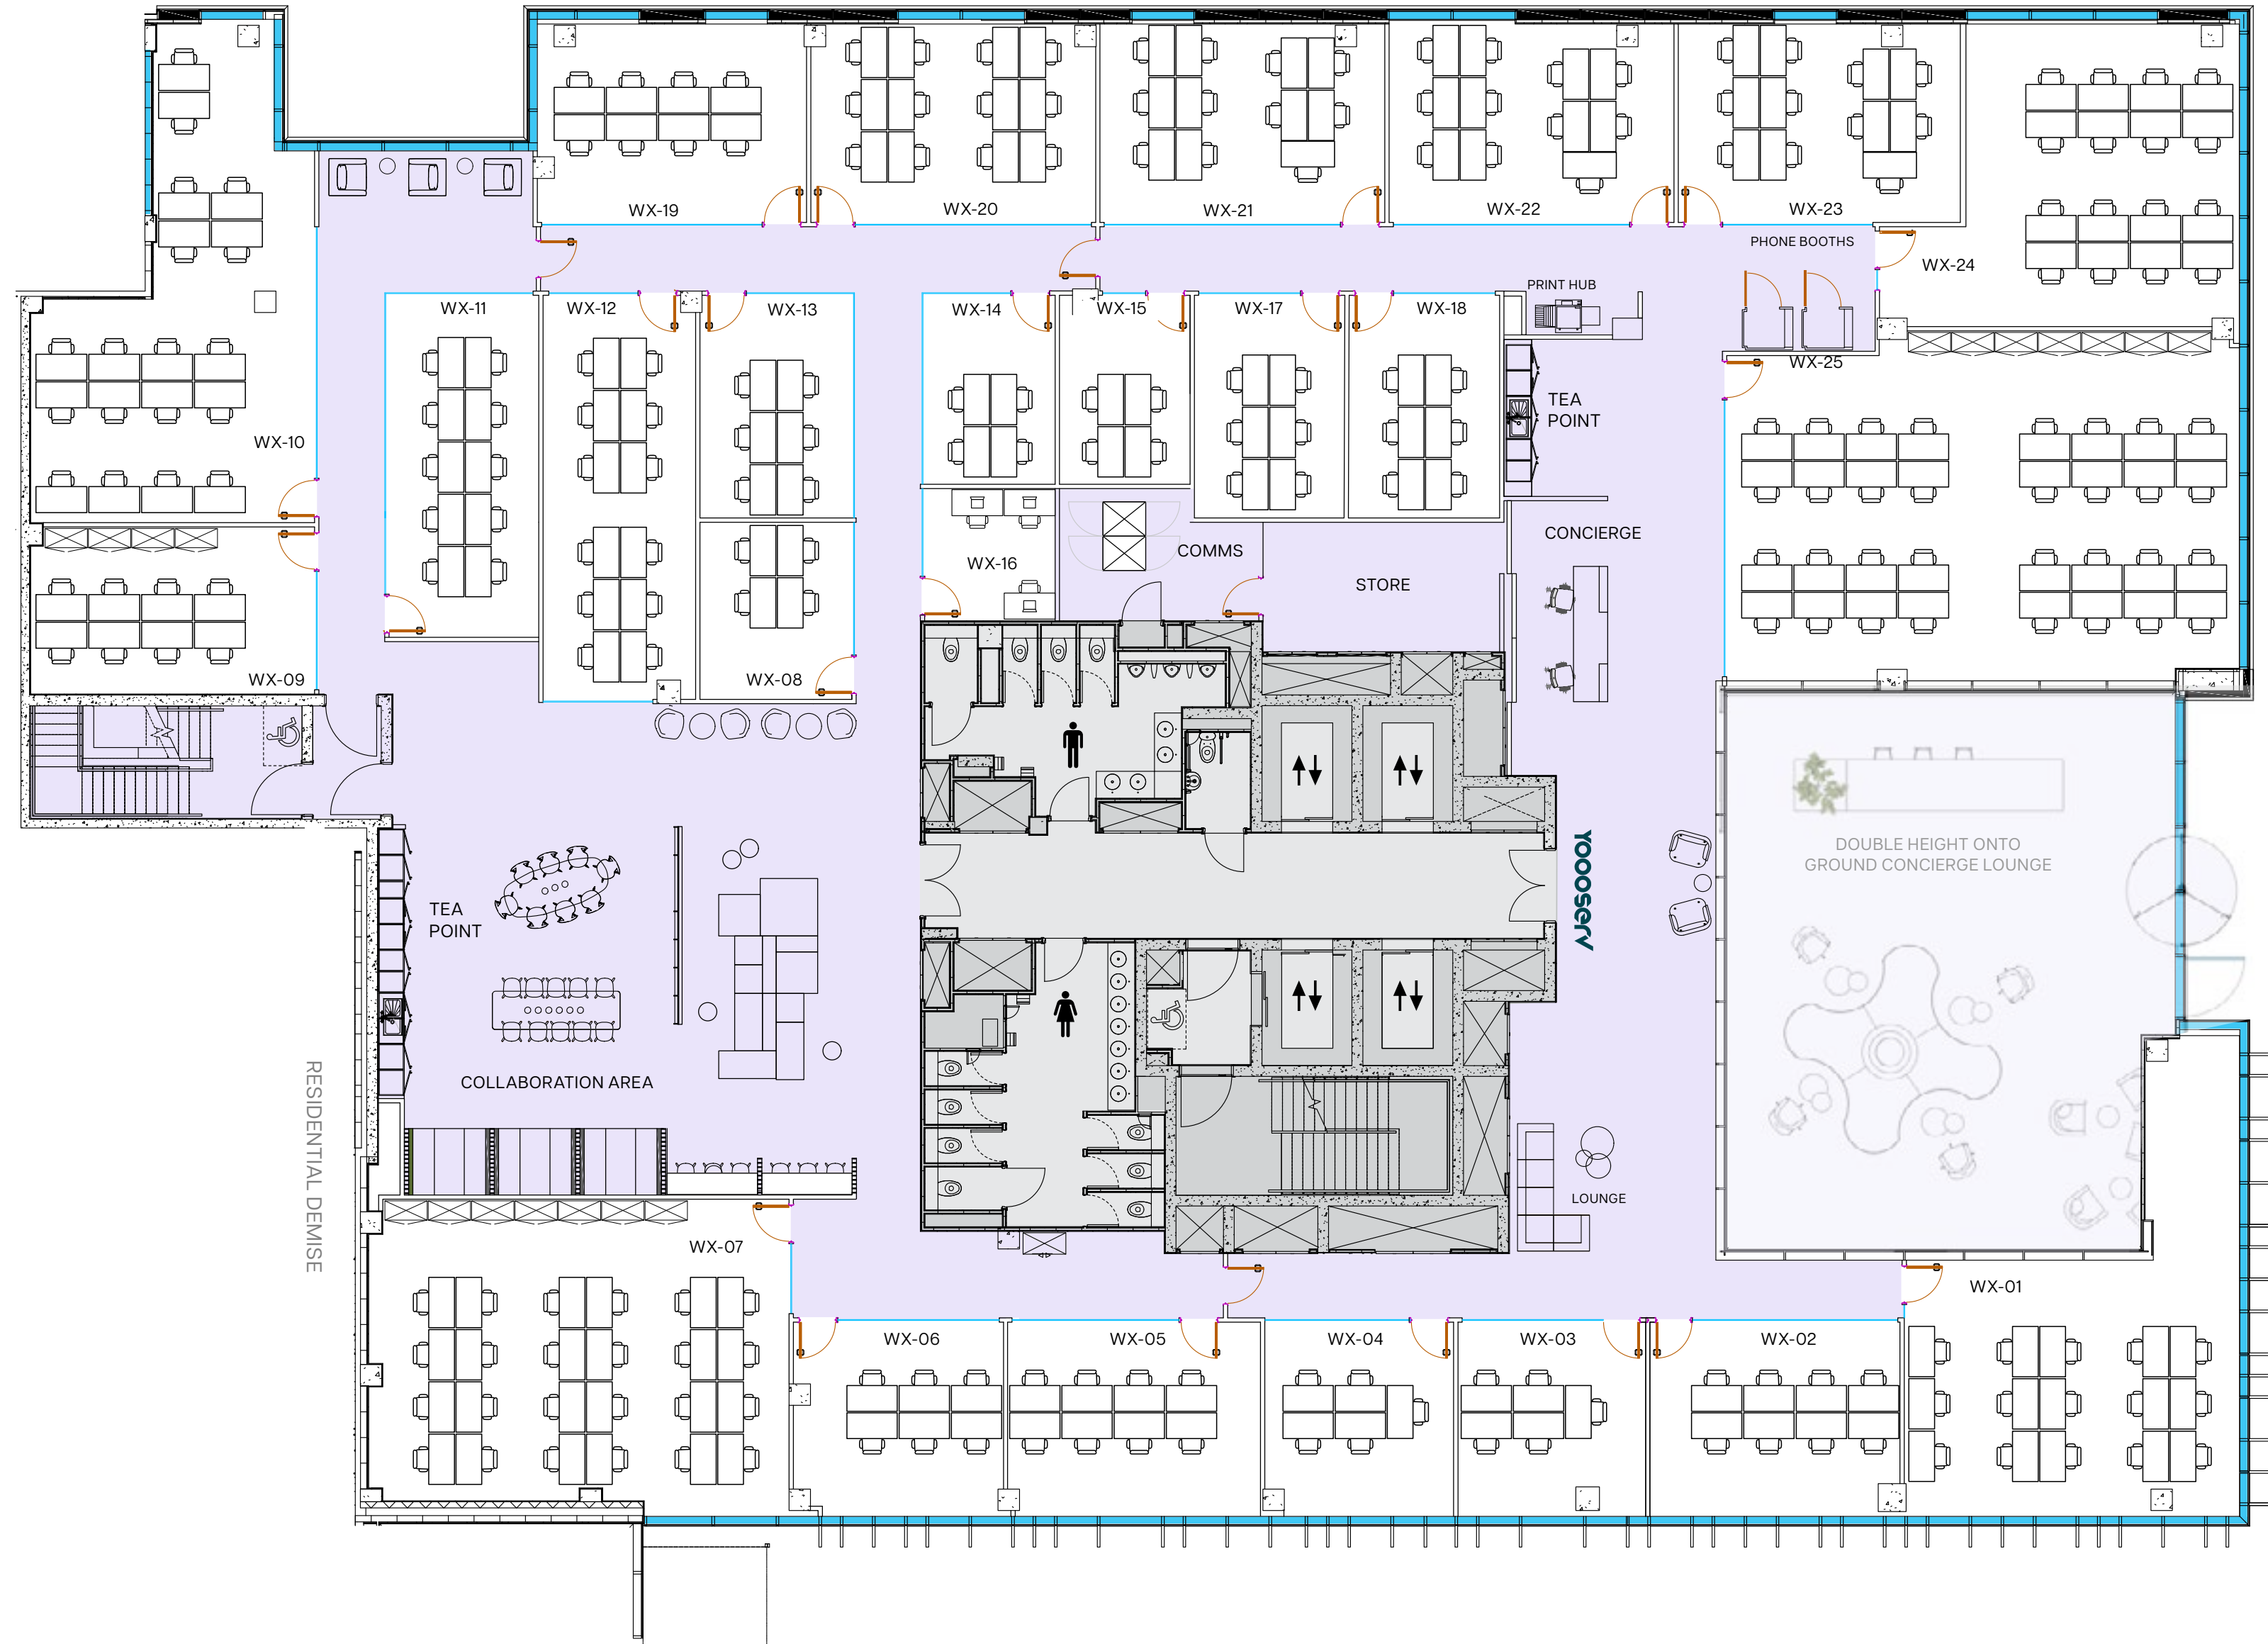 WX-19
WX-20
WX-21
WX-22
WX-23
PHONE BOOTHS
WX-24
PRINT HUB
WX-11
WX-12
WX-13
WX-14
WX-15
WX-17
WX-18
WX-25
TEA
POINT
WX-10
CONCIERGE
COMMS
WX-16
STORE
WX-09
WX-08
DOUBLE HEIGHT ONTO
GROUND CONCIERGE LOUNGE
YOOOSERV
TEA
POINT
COLLABORATION AREA
RESIDENTIAL DEMISE
LOUNGE
WX-07
WX-01
WX-06
WX-05
WX-04
WX-03
WX-02